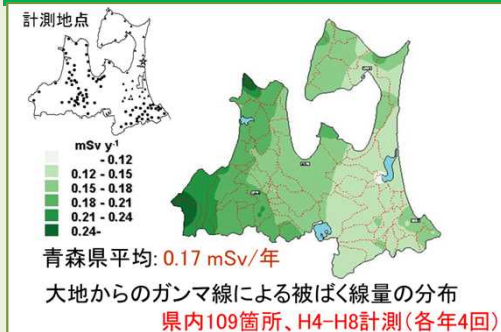 計測地点
mSv y⁻¹
- 0.12
0.12 - 0.15
0.15 - 0.18
0.18 - 0.21
0.21 - 0.24
0.24-
青森県平均: 0.17 mSv/年
大地からのガンマ線による被ばく線量の分布
県内109箇所、H4-H8計測(各年4回)